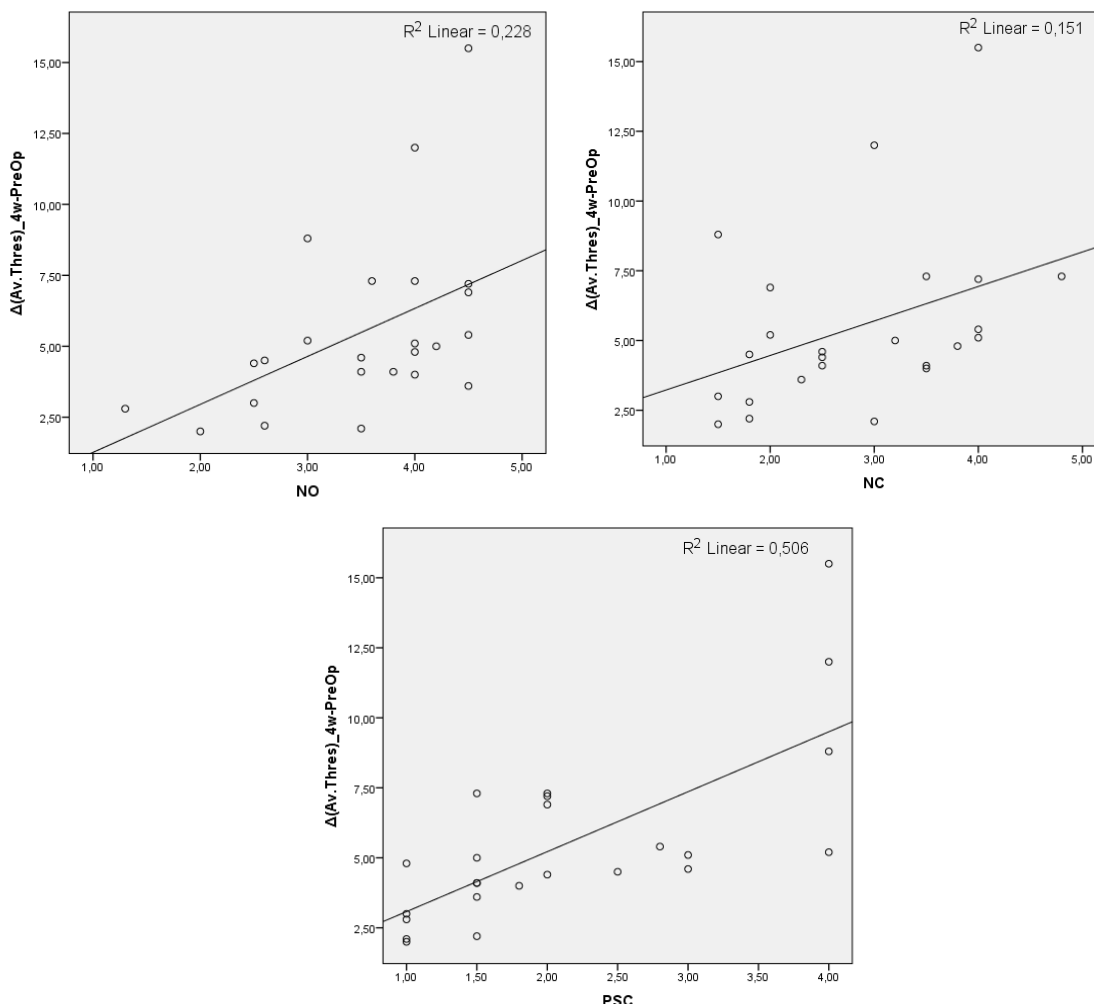 R² Linear = 0,228
15,00
12,50
10,00
7,50
5,00
2,50
Δ(Av.Thres)_4w-PreOp
1,00 2,00 3,00 4,00 5,00
NO
R² Linear = 0,151
15,00
12,50
10,00
7,50
5,00
2,50
Δ(Av.Thres)_4w-PreOp
1,00 2,00 3,00 4,00 5,00
NC
R² Linear = 0,506
15,00
12,50
10,00
7,50
5,00
2,50
Δ(Av.Thres)_4w-PreOp
1,00 1,50 2,00 2,50 3,00 3,50 4,00
PSC